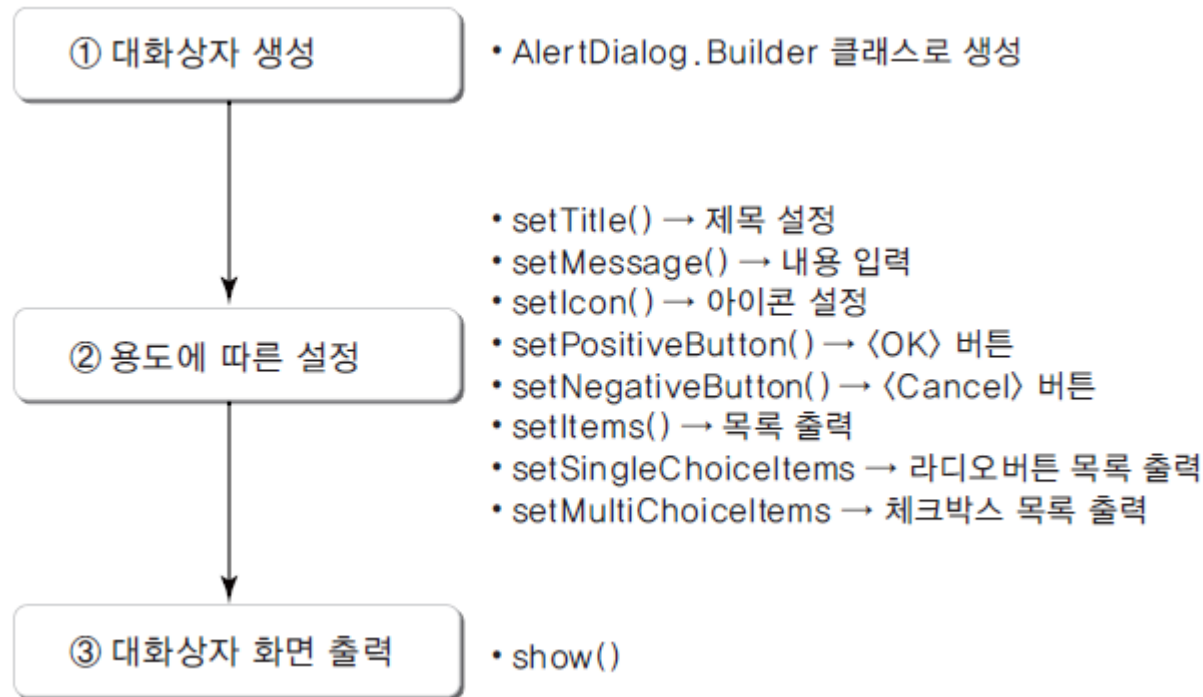 ① 대화상자 생성
• AlertDialog.Builder 클래스로 생성
• setTitle() → 제목 설정
• setMessage() → 내용 입력
• setIcon() → 아이콘 설정
② 용도에 따른 설정
• setPositiveButton() → 〈OK〉 버튼
• setNegativeButton() → 〈Cancel〉 버튼
• setItems() → 목록 출력
• setSingleChoiceItems → 라디오버튼 목록 출력
• setMultiChoiceItems → 체크박스 목록 출력
③ 대화상자 화면 출력
• show()